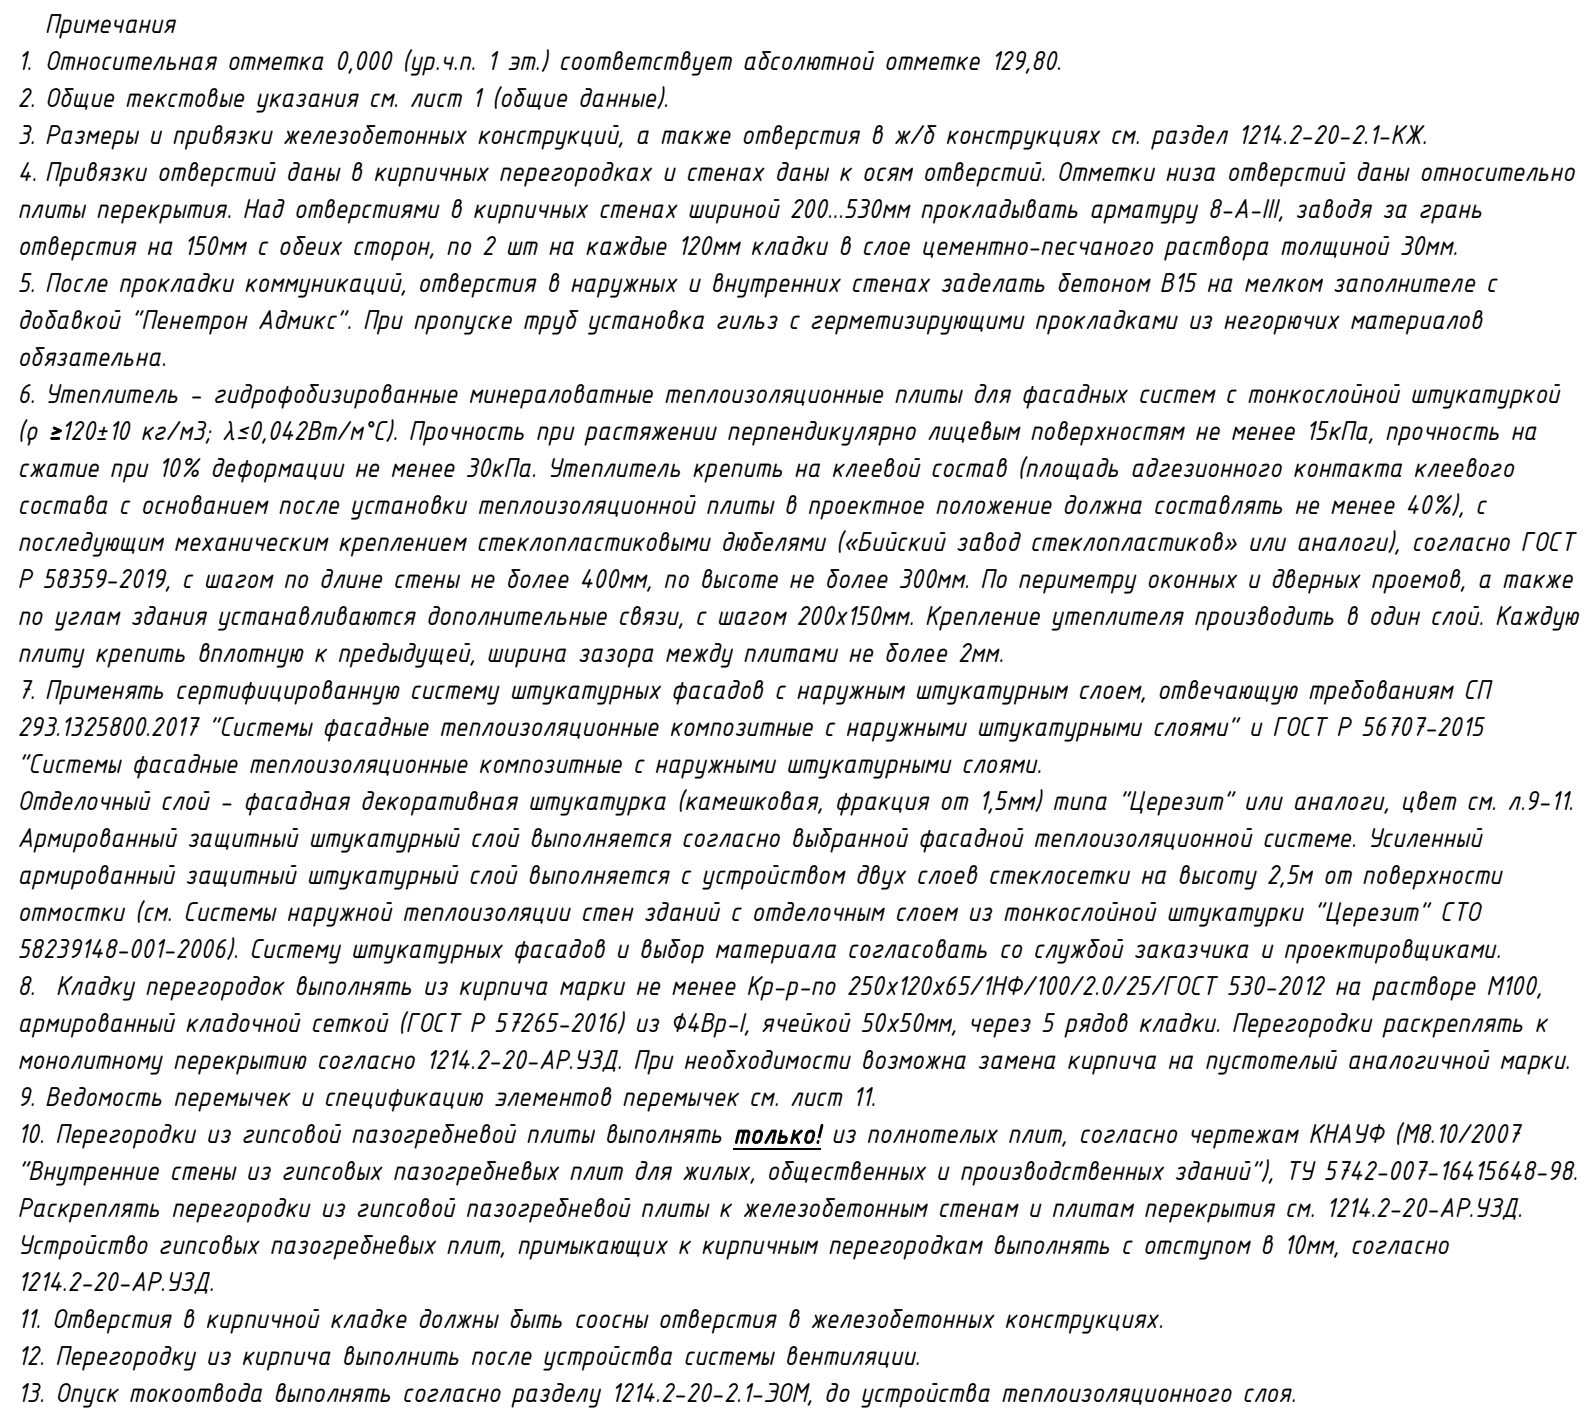 Примечания
1. Относительная отметка 0,000 (ур.ч.п. 1 эт.) соответствует абсолютной отметке 129,80.
2. Общие текстовые указания см. лист 1 (общие данные).
3. Размеры и привязки железобетонных конструкций, а также отверстия в ж/б конструкциях см. раздел 1214.2-20-2.1-КЖ.
4. Привязки отверстий даны в кирпичных перегородках и стенах даны к осям отверстий. Отметки низа отверстий даны относительно
плиты перекрытия. Над отверстиями в кирпичных стенах шириной 200...530мм прокладывать арматуру 8-А-III, заводя за грань
отверстия на 150мм с обеих сторон, по 2 шт на каждые 120мм кладки в слое цементно-песчаного раствора толщиной 30мм.
5. После прокладки коммуникаций, отверстия в наружных и внутренних стенах заделать бетоном В15 на мелком заполнителе с
добавкой "Пенетрон Адмикс". При пропуске труб установка гильз с герметизирующими прокладками из негорючих материалов
обязательна.
6. Утеплитель - гидрофобизированные минераловатные теплоизоляционные плиты для фасадных систем с тонкослойной штукатуркой
(ρ ≥120±10 кг/м3; λ≤0,042Вт/м°С). Прочность при растяжении перпендикулярно лицевым поверхностям не менее 15кПа, прочность на
сжатие при 10% деформации не менее 30кПа. Утеплитель крепить на клеевой состав (площадь адгезионного контакта клеевого
состава с основанием после установки теплоизоляционной плиты в проектное положение должна составлять не менее 40%), с
последующим механическим креплением стеклопластиковыми дюбелями («Бийский завод стеклопластиков» или аналоги), согласно ГОСТ
Р 58359-2019, с шагом по длине стены не более 400мм, по высоте не более 300мм. По периметру оконных и дверных проемов, а также
по углам здания устанавливаются дополнительные связи, с шагом 200х150мм. Крепление утеплителя производить в один слой. Каждую
плиту крепить вплотную к предыдущей, ширина зазора между плитами не более 2мм.
7. Применять сертифицированную систему штукатурных фасадов с наружным штукатурным слоем, отвечающую требованиям СП
293.1325800.2017 "Системы фасадные теплоизоляционные композитные с наружными штукатурными слоями" и ГОСТ Р 56707-2015
"Системы фасадные теплоизоляционные композитные с наружными штукатурными слоями.
Отделочный слой - фасадная декоративная штукатурка (камешковая, фракция от 1,5мм) типа "Церезит" или аналоги, цвет см. л.9-11.
Армированный защитный штукатурный слой выполняется согласно выбранной фасадной теплоизоляционной системе. Усиленный
армированный защитный штукатурный слой выполняется с устройством двух слоев стеклосетки на высоту 2,5м от поверхности
отмостки (см. Системы наружной теплоизоляции стен зданий с отделочным слоем из тонкослойной штукатурки "Церезит" СТО
58239148-001-2006). Систему штукатурных фасадов и выбор материала согласовать со службой заказчика и проектировщиками.
8. Кладку перегородок выполнять из кирпича марки не менее Кр-р-по 250х120х65/1НФ/100/2.0/25/ГОСТ 530-2012 на растворе М100,
армированный кладочной сеткой (ГОСТ Р 57265-2016) из Ф4Вр-I, ячейкой 50х50мм, через 5 рядов кладки. Перегородки раскреплять к
монолитному перекрытию согласно 1214.2-20-АР.УЗД. При необходимости возможна замена кирпича на пустотелый аналогичной марки.
9. Ведомость перемычек и спецификацию элементов перемычек см. лист 11.
10. Перегородки из гипсовой пазогребневой плиты выполнять только! из полнотелых плит, согласно чертежам КНАУФ (М8.10/2007
"Внутренние стены из гипсовых пазогребневых плит для жилых, общественных и производственных зданий"), ТУ 5742-007-16415648-98.
Раскреплять перегородки из гипсовой пазогребневой плиты к железобетонным стенам и плитам перекрытия см. 1214.2-20-АР.УЗД.
Устройство гипсовых пазогребневых плит, примыкающих к кирпичным перегородкам выполнять с отступом в 10мм, согласно
1214.2-20-АР.УЗД.
11. Отверстия в кирпичной кладке должны быть соосны отверстия в железобетонных конструкциях.
12. Перегородку из кирпича выполнить после устройства системы вентиляции.
13. Опуск токоотвода выполнять согласно разделу 1214.2-20-2.1-ЭОМ, до устройства теплоизоляционного слоя.